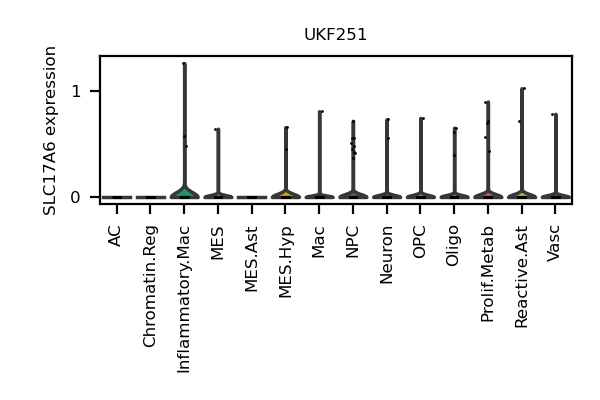 UKF251
SLC17A6 expression
1
0
AC
Chromatin.Reg
Inflammatory.Mac
MES
MES.Ast
MES.Hyp
Mac
NPC
Neuron
OPC
Oligo
Prolif.Metab
Reactive.Ast
Vasc